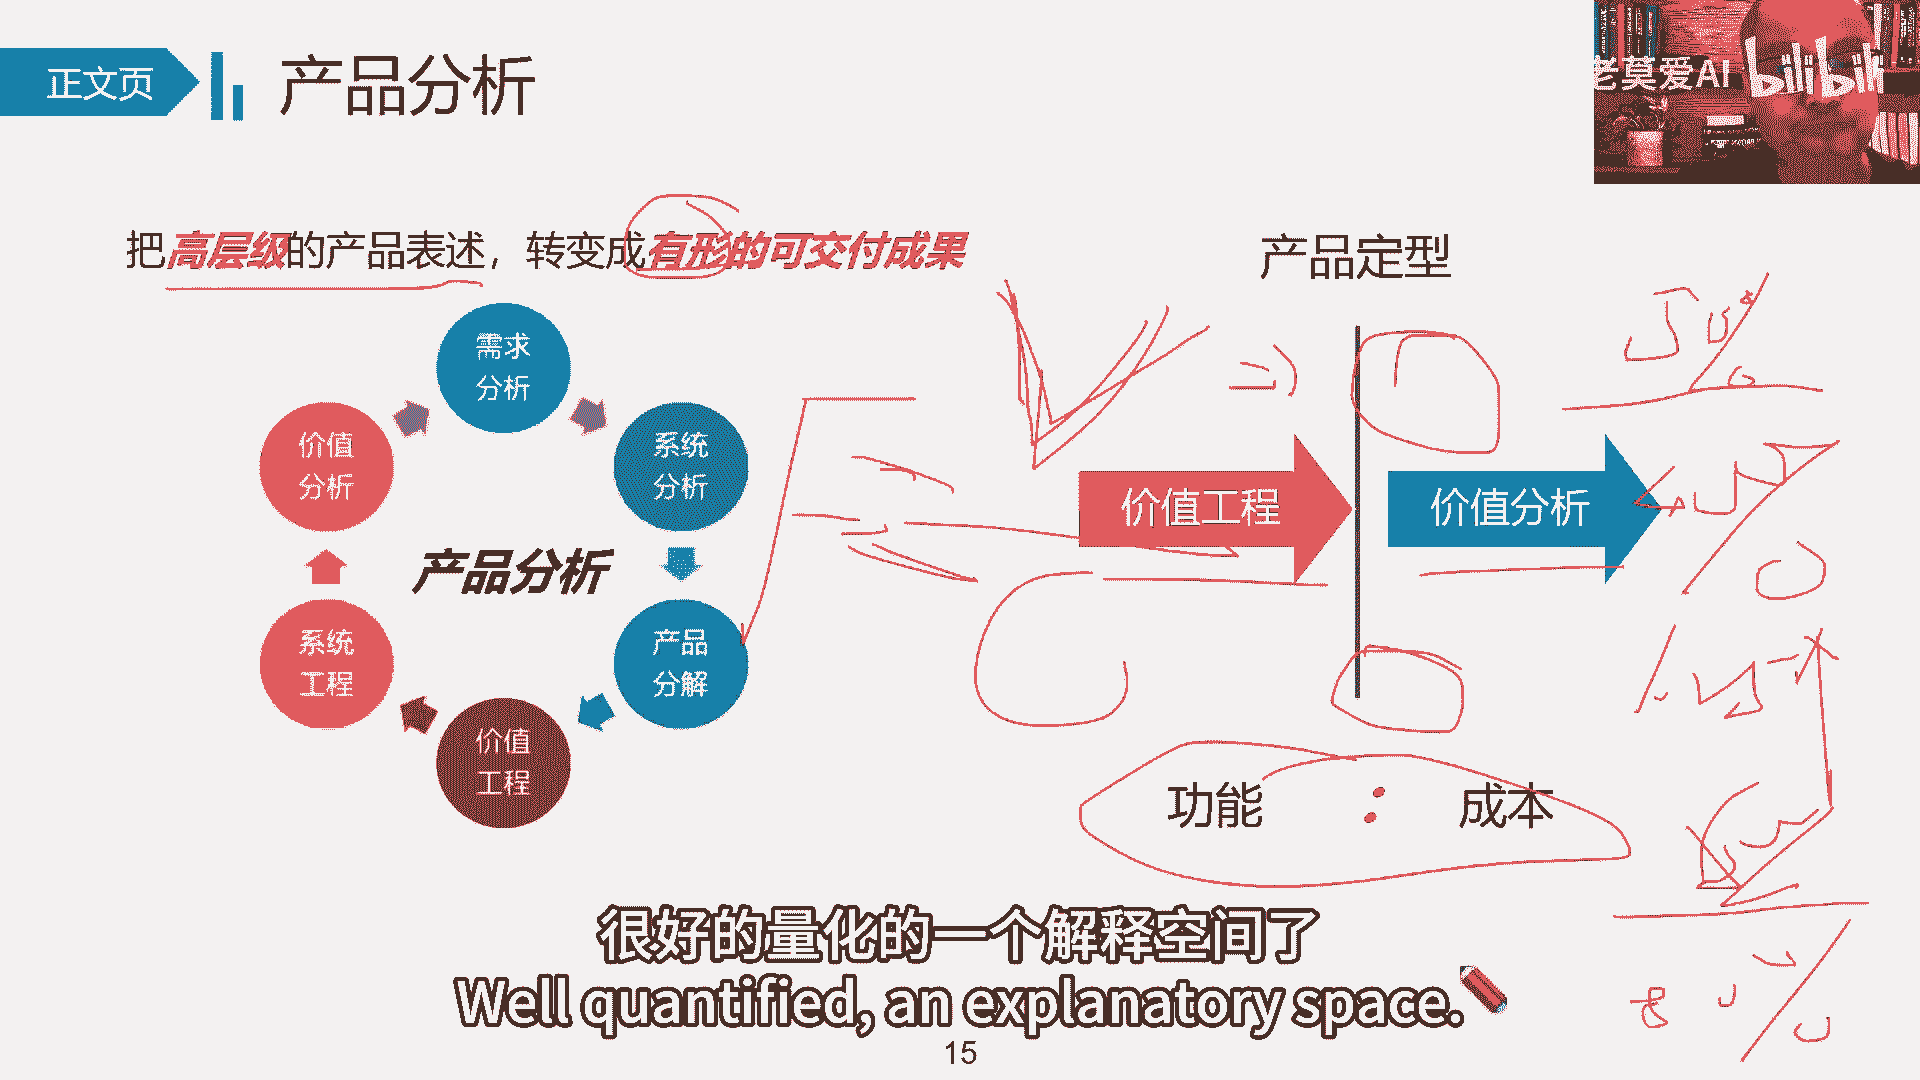 正文页
产品分析
老莫爱AI
bilibili
把高层级的产品表述，转变成有形的可交付成果
产品定型
需求
分析
价值
分析
系统
分析
产品分析
系统
工程
产品
分解
价值
工程
价值工程
价值分析
功能 : 成本
很好的量化的一个解释空间了
Well quantified, an explanatory space.
15